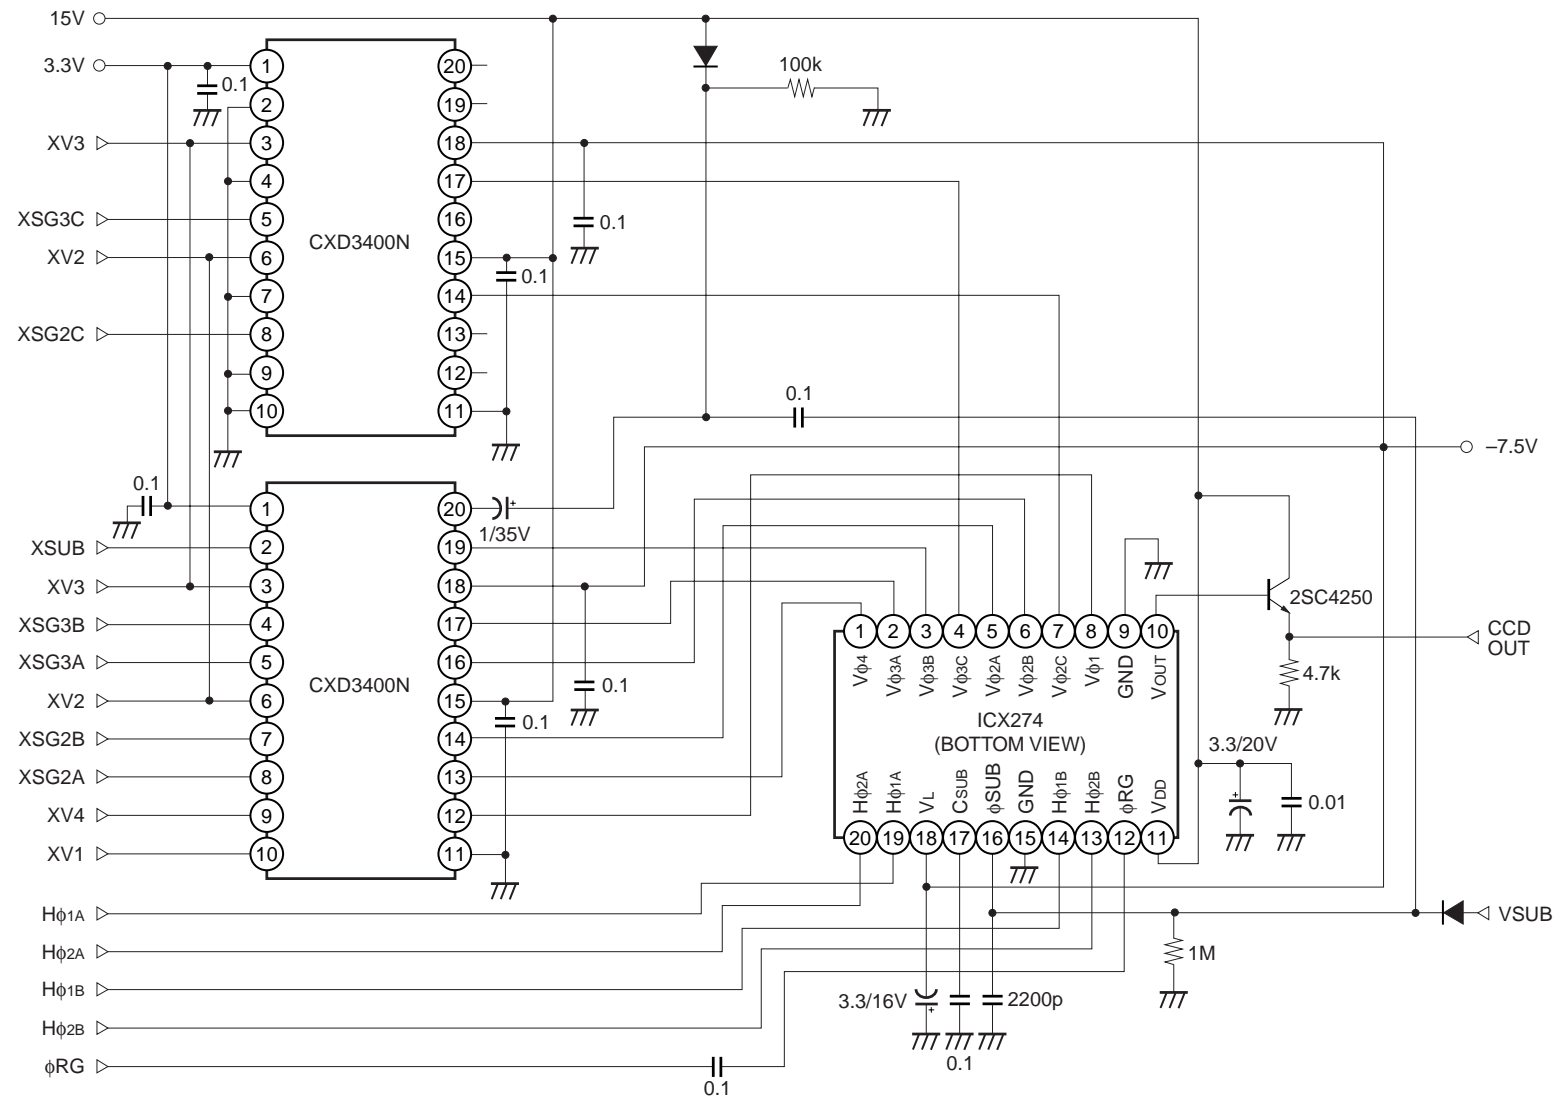 15V
3.3V
0.1
100k
XV3
XSG3C
XV2
XSG2C
1
2
3
4
5
6
7
8
9
10
CXD3400N
20
19
18
17
16
15
14
13
12
11
0.1
0.1
0.1
–7.5V
0.1
1/35V
XSUB
XV3
XSG3B
XSG3A
XV2
XSG2B
XSG2A
XV4
XV1
1
2
3
4
5
6
7
8
9
10
CXD3400N
20
19
18
17
16
15
14
13
12
11
0.1
0.1
2SC4250
CCD
OUT
4.7k
1
2
3
4
5
6
7
8
9
10
Vϕ4
Vϕ3A
Vϕ3B
Vϕ3C
Vϕ2A
Vϕ2B
Vϕ2C
Vϕ1
GND
VOUT
ICX274
(BOTTOM VIEW)
Hϕ2A
Hϕ1A
VL
CSUB
ϕSUB
GND
Hϕ1B
Hϕ2B
ϕRG
VDD
20
19
18
17
16
15
14
13
12
11
3.3/20V
+
0.01
Hϕ1A
Hϕ2A
Hϕ1B
Hϕ2B
ϕRG
VSUB
1M
3.3/16V
+
2200p
0.1
0.1